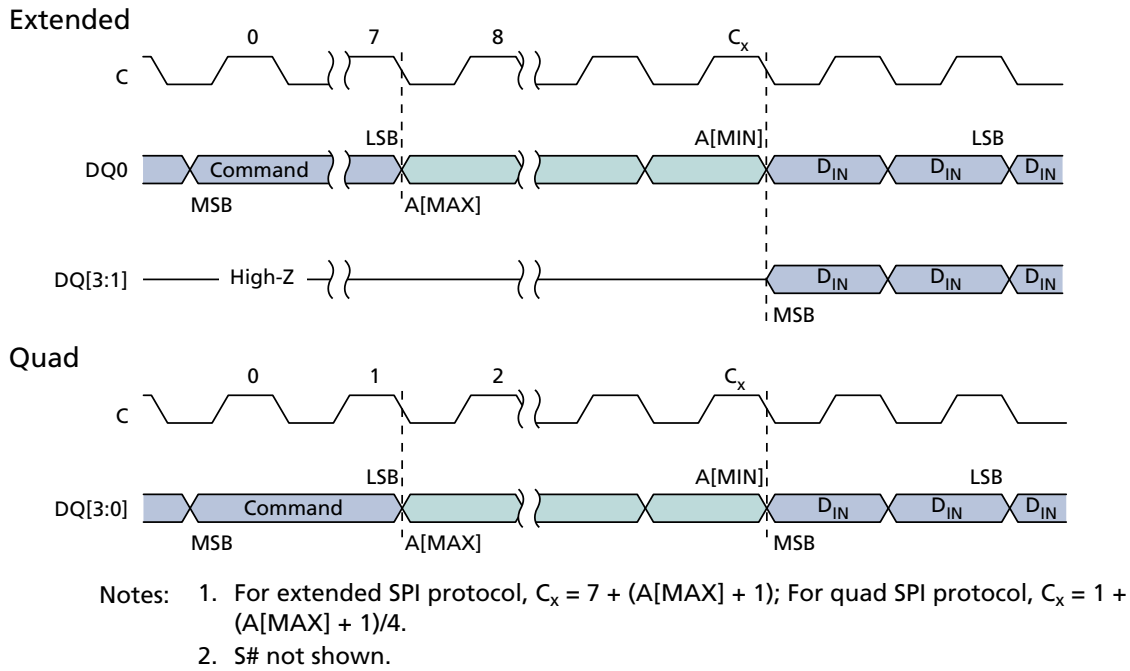 Extended
0 7 8 Cx
C
LSB A[MIN] LSB
DQ0 Command DIN DIN DIN
MSB A[MAX]
DQ[3:1] High-Z DIN DIN DIN
MSB
Quad
0 1 2 Cx
C
LSB A[MIN] LSB
DQ[3:0] Command DIN DIN DIN
MSB A[MAX] MSB
Notes: 1. For extended SPI protocol, Cx = 7 + (A[MAX] + 1); For quad SPI protocol, Cx = 1 +
(A[MAX] + 1)/4.
2. S# not shown.